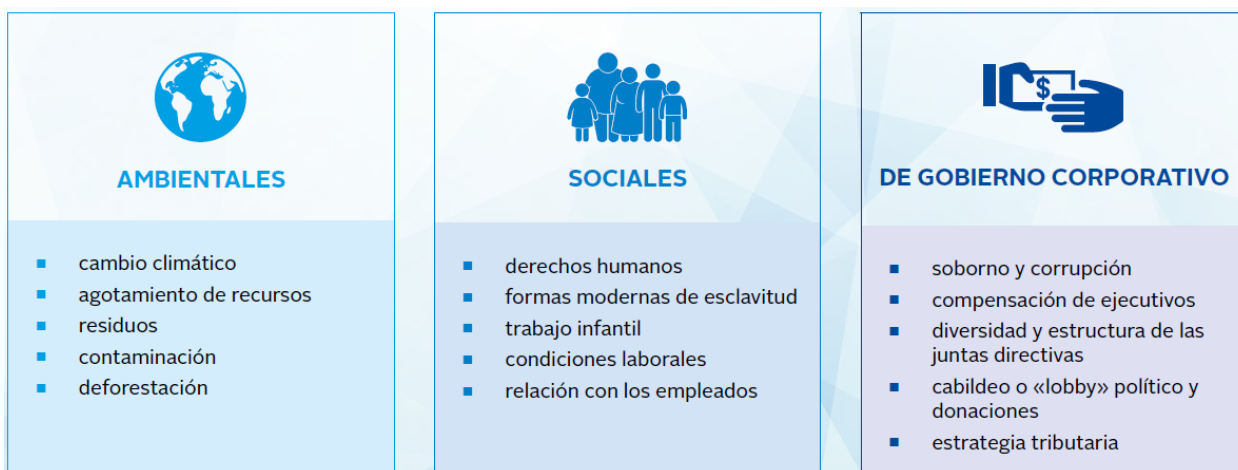 AMBIENTALES
cambio climático
agotamiento de recursos
residuos
contaminación
deforestación
SOCIALES
derechos humanos
formas modernas de esclavitud
trabajo infantil
condiciones laborales
relación con los empleados
$
DE GOBIERNO CORPORATIVO
soborno y corrupción
compensación de ejecutivos
diversidad y estructura de las
juntas directivas
cabildeo o «lobby» político y
donaciones
estrategia tributaria